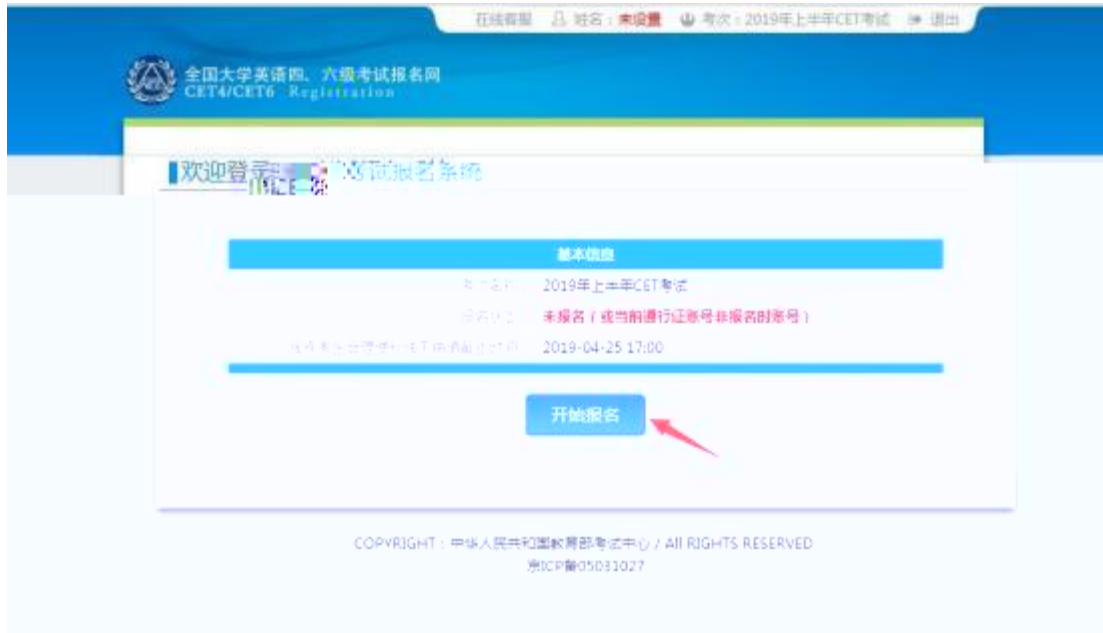 在线客服 姓名：未设置 考次：2019年上半年CET考试 退出
全国大学英语四、六级考试报名网
CET4/CET6 Registration
欢迎登录 考试报名系统
基本信息
2019年上半年CET考试
未报名（或当前通行证账号非报名时账号）
2019-04-25 17:00
开始报名
COPYRIGHT：中华人民共和国教育部考试中心 / All RIGHTS RESERVED
京ICP备05031027